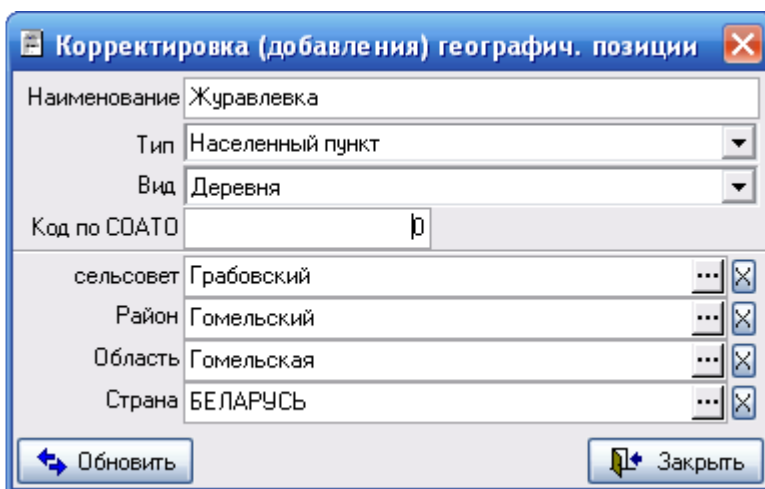 Корректировка (добавления) географич. позиции
Наименование Журавлевка
Тип Населенный пункт
Вид Деревня
Код по СОАТО 0
сельсовет Грабовский ...
Район Гомельский ...
Область Гомельская ...
Страна БЕЛАРУСЬ ...
Обновить Закрыть